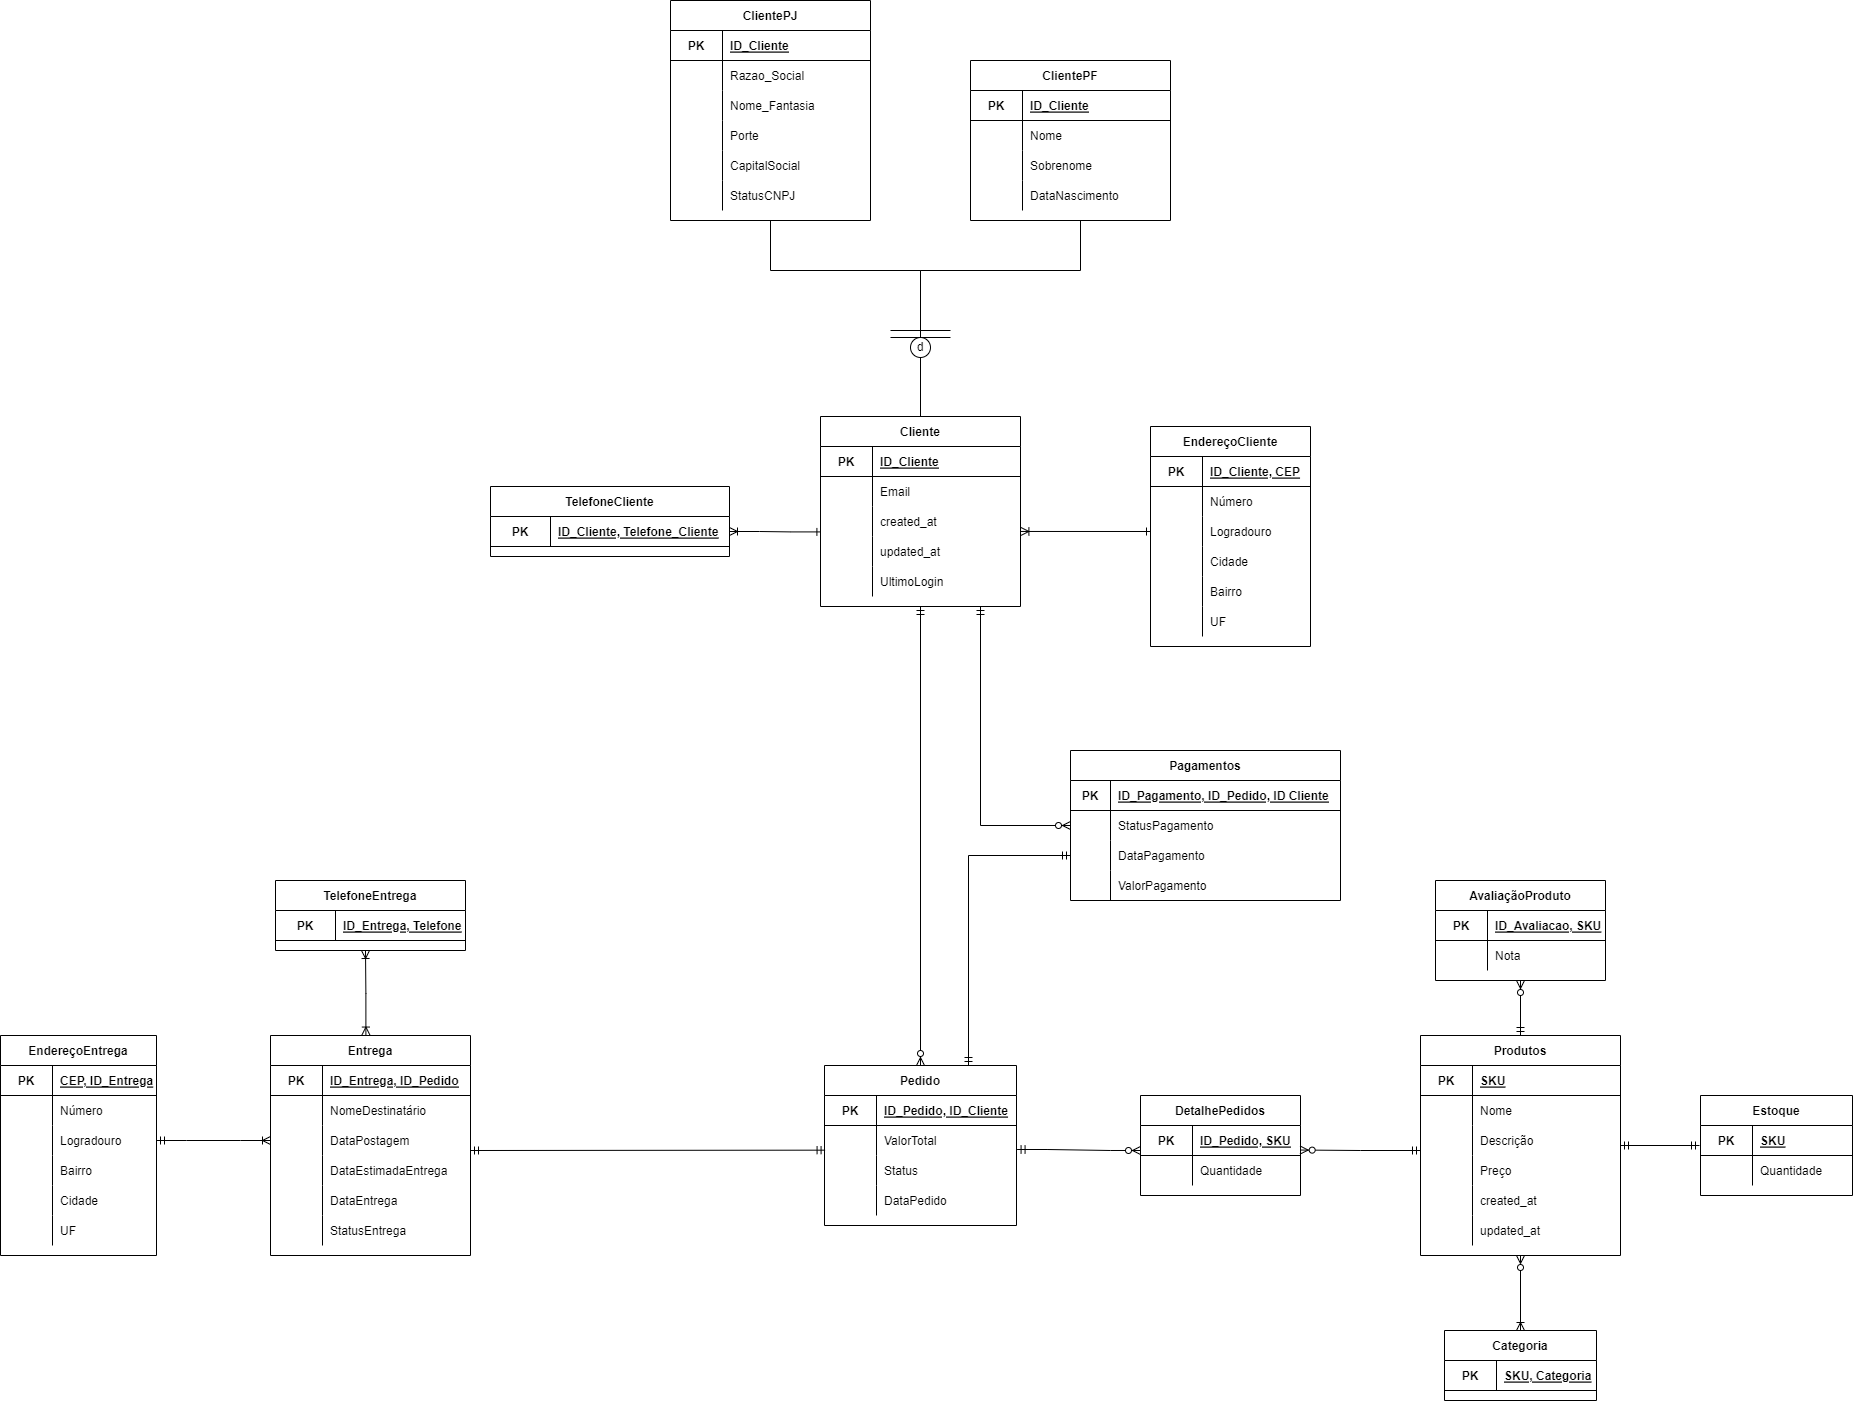 ClientePJ
PK ID_Cliente
Razao_Social
Nome_Fantasia
Porte
CapitalSocial
StatusCNPJ
ClientePF
PK ID_Cliente
Nome
Sobrenome
DataNascimento
d
Cliente
PK ID_Cliente
Email
created_at
updated_at
UltimoLogin
EndereçoCliente
PK ID_Cliente, CEP
Número
Logradouro
Cidade
Bairro
UF
TelefoneCliente
PK ID_Cliente, Telefone_Cliente
Pagamentos
PK ID_Pagamento, ID_Pedido, ID Cliente
StatusPagamento
DataPagamento
ValorPagamento
TelefoneEntrega
PK ID_Entrega, Telefone
AvaliaçãoProduto
PK ID_Avaliacao, SKU
Nota
EndereçoEntrega
PK CEP, ID_Entrega
Número
Logradouro
Bairro
Cidade
UF
Entrega
PK ID_Entrega, ID_Pedido
NomeDestinatário
DataPostagem
DataEstimadaEntrega
DataEntrega
StatusEntrega
Pedido
PK ID_Pedido, ID_Cliente
ValorTotal
Status
DataPedido
DetalhePedidos
PK ID_Pedido, SKU
Quantidade
Produtos
PK SKU
Nome
Descrição
Preço
created_at
updated_at
Estoque
PK SKU
Quantidade
Categoria
PK SKU, Categoria